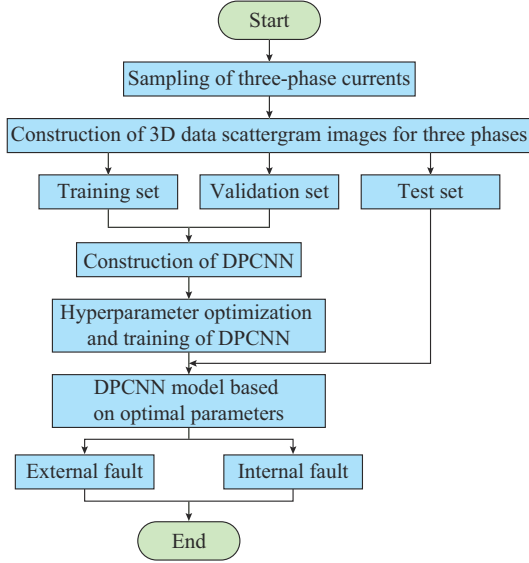 Start
Sampling of three-phase currents
Construction of 3D data scattergram images for three phases
Training set
Validation set
Test set
Construction of DPCNN
Hyperparameter optimization
and training of DPCNN
DPCNN model based
on optimal parameters
External fault
Internal fault
End